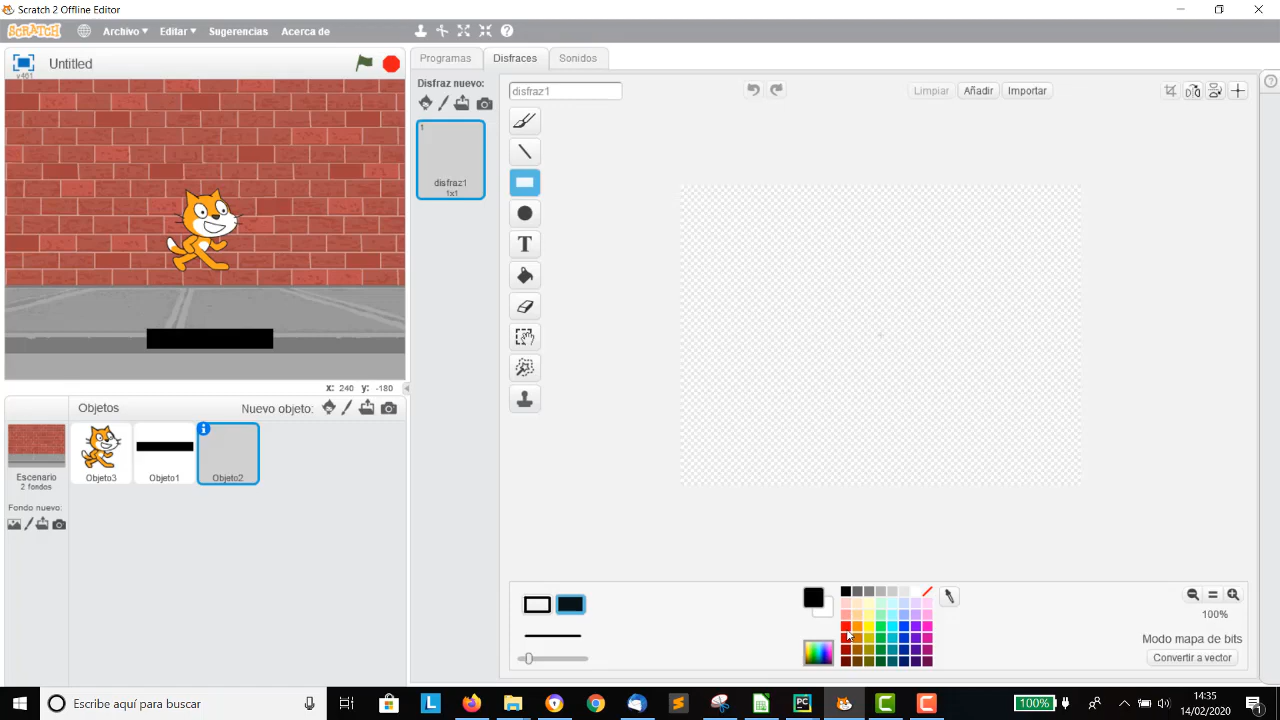 Scratch 2 Offline Editor
SCRATCH Archivo Editar Sugerencias Acerca de
y461
Untitled
Programas Disfraces Sonidos
Disfraz nuevo:
disfraz1
Limpiar Añadir Importar
1
disfraz1
1x1
x: 240 y: -180
Objetos Nuevo objeto:
Objeto3 Objeto1 Objeto2
Escenario
2 fondos
Fondo nuevo:
T
100%
Modo mapa de bits
Convertir a vector
Escribe aquí para buscar
L
PC
C
C
100%
14:35
14/02/2020